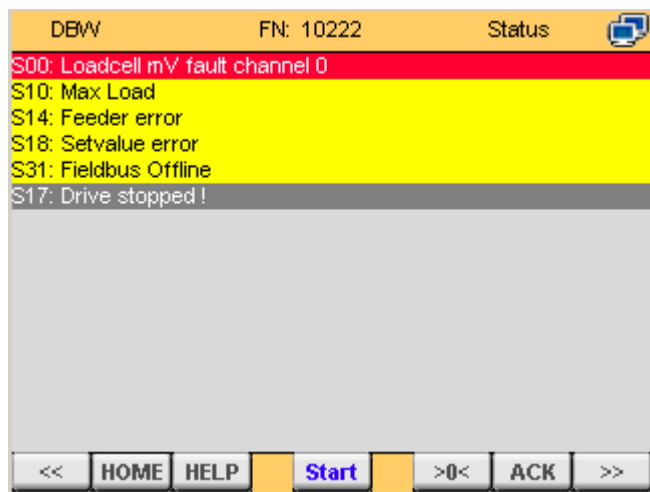 DBW FN: 10222 Status
S00: Loadcell mV fault channel 0
S10: Max Load
S14: Feeder error
S18: Setvalue error
S31: Fieldbus Offline
S17: Drive stopped !
<< HOME HELP Start >0< ACK >>